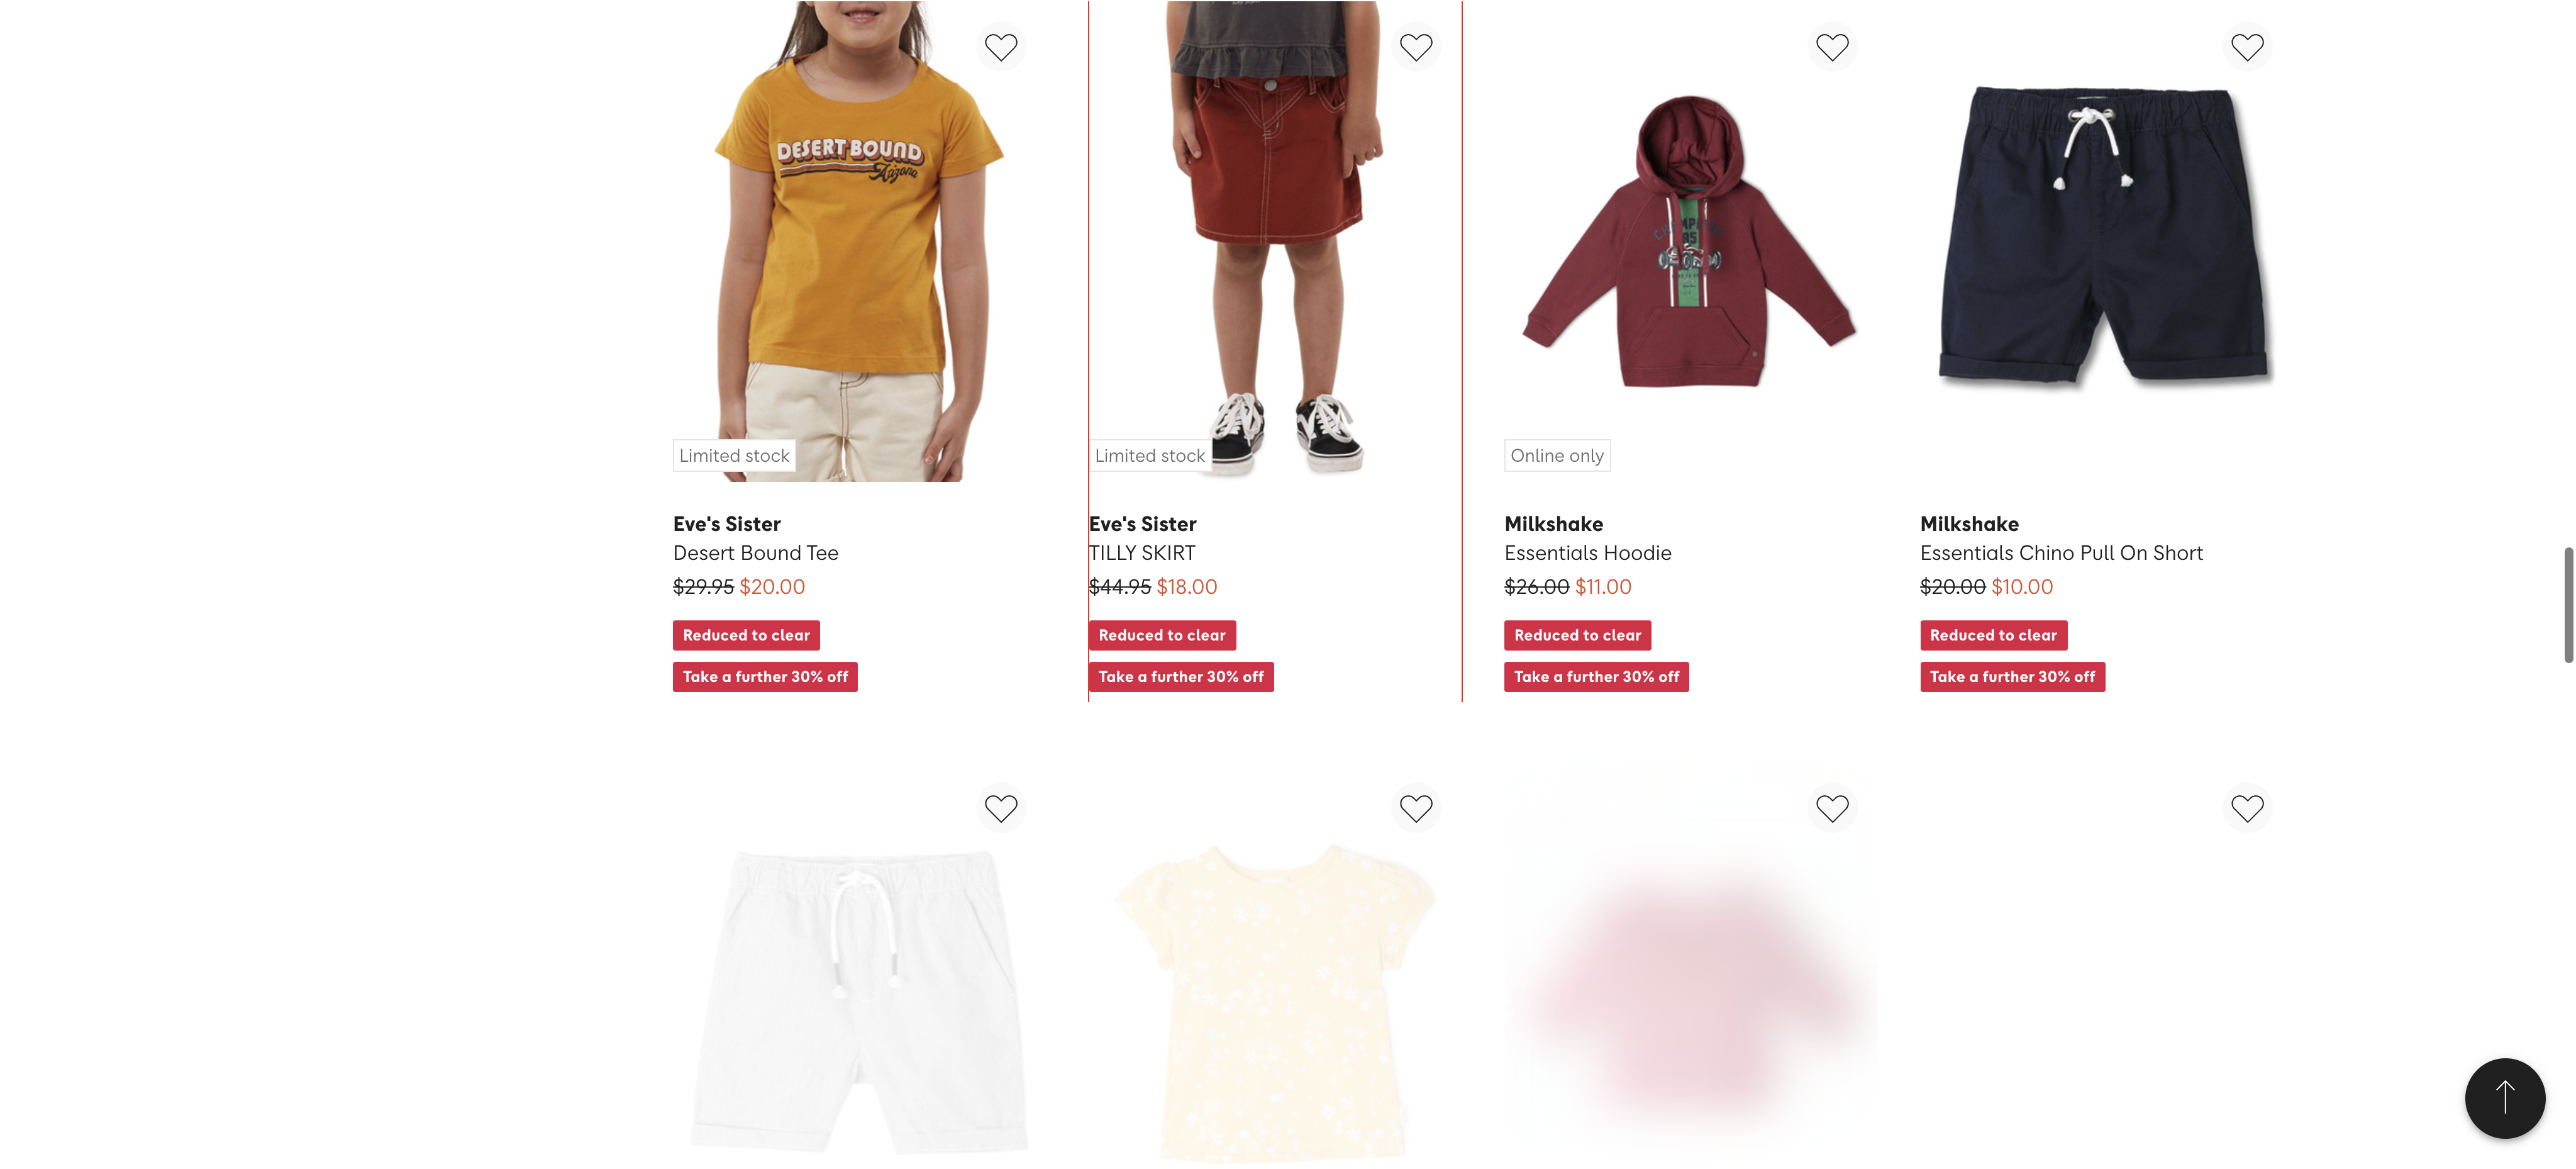 DESERT BOUND
Arizona
Limited stock
Eve's Sister
Desert Bound Tee
$29.95 $20.00
Reduced to clear
Take a further 30% off
Limited stock
Eve's Sister
TILLY SKIRT
$44.95 $18.00
Reduced to clear
Take a further 30% off
95
Online only
Milkshake
Essentials Hoodie
$26.00 $11.00
Reduced to clear
Take a further 30% off
Milkshake
Essentials Chino Pull On Short
$20.00 $10.00
Reduced to clear
Take a further 30% off